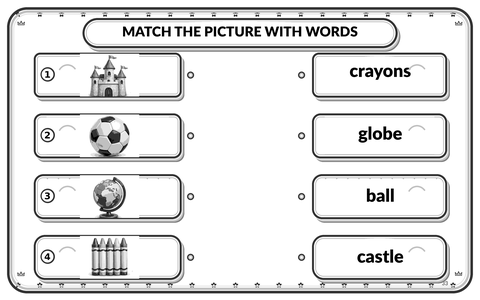 MATCH THE PICTURE WITH WORDS
1 crayons
2 globe
3 ball
4 castle